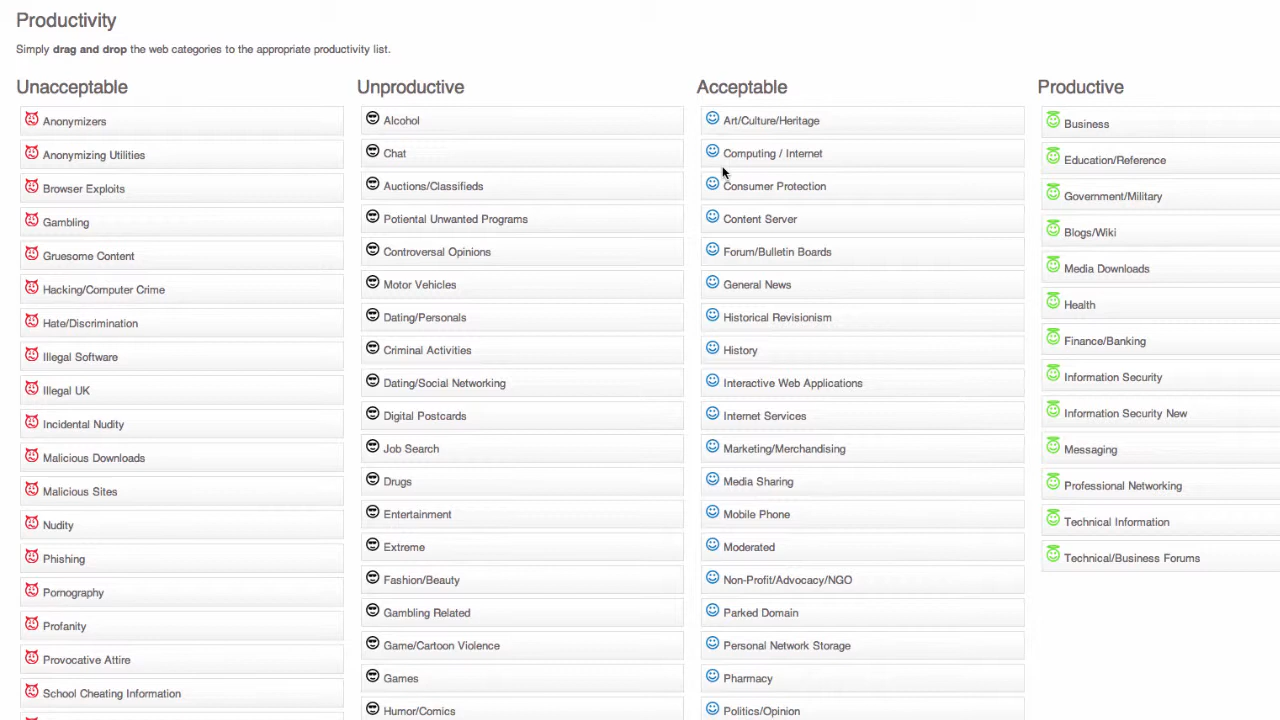 Productivity
Simply drag and drop the web categories to the appropriate productivity list.
Unacceptable
Anonymizers
Anonymizing Utilities
Browser Exploits
Gambling
Gruesome Content
Hacking/Computer Crime
Hate/Discrimination
Illegal Software
Illegal UK
Incidental Nudity
Malicious Downloads
Malicious Sites
Nudity
Phishing
Pornography
Profanity
Provocative Attire
School Cheating Information
Unproductive
Alcohol
Chat
Auctions/Classifieds
Potiental Unwanted Programs
Controversal Opinions
Motor Vehicles
Dating/Personals
Criminal Activities
Dating/Social Networking
Digital Postcards
Job Search
Drugs
Entertainment
Extreme
Fashion/Beauty
Gambling Related
Game/Cartoon Violence
Games
Humor/Comics
Acceptable
Art/Culture/Heritage
Computing / Internet
Consumer Protection
Content Server
Forum/Bulletin Boards
General News
Historical Revisionism
History
Interactive Web Applications
Internet Services
Marketing/Merchandising
Media Sharing
Mobile Phone
Moderated
Non-Profit/Advocacy/NGO
Parked Domain
Personal Network Storage
Pharmacy
Politics/Opinion
Productive
Business
Education/Reference
Government/Military
Blogs/Wiki
Media Downloads
Health
Finance/Banking
Information Security
Information Security New
Messaging
Professional Networking
Technical Information
Technical/Business Forums